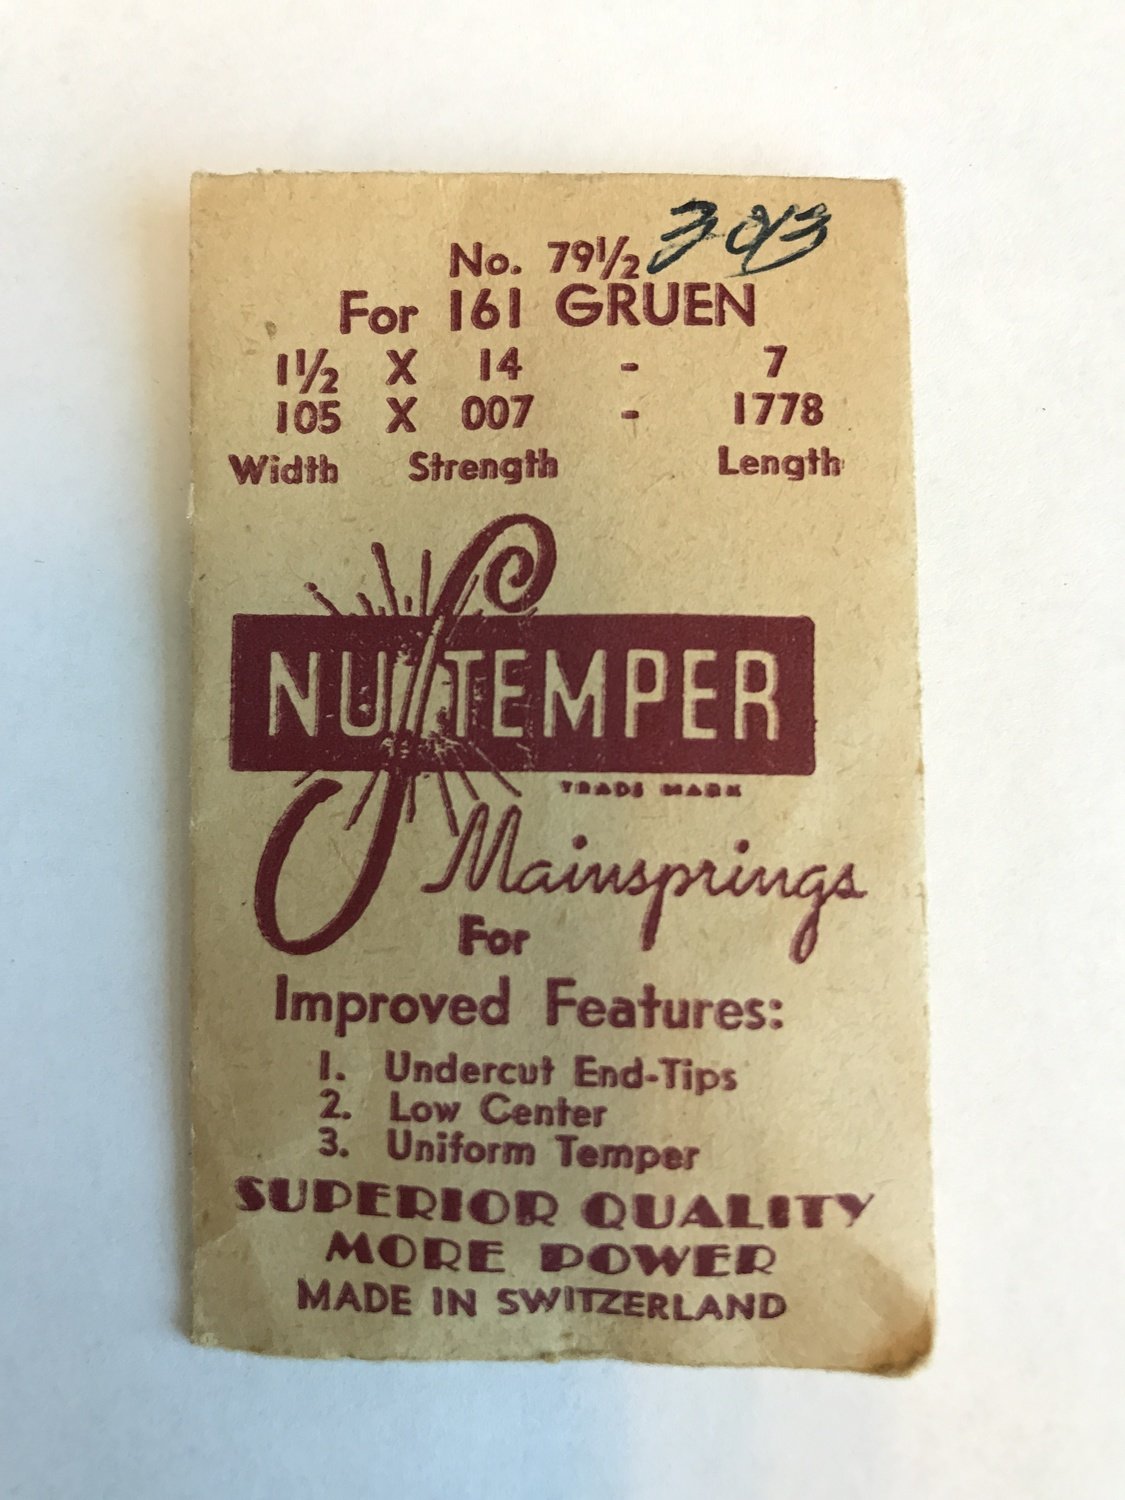 No. 79½
For 161 GRUEN
1½ X 14 - 7
105 X 007 - 1778
Width Strength Length
NU TEMPER
TRADE MARK
Mainsprings
For
Improved Features:
1. Undercut End-Tips
2. Low Center
3. Uniform Temper
SUPERIOR QUALITY
MORE POWER
MADE IN SWITZERLAND